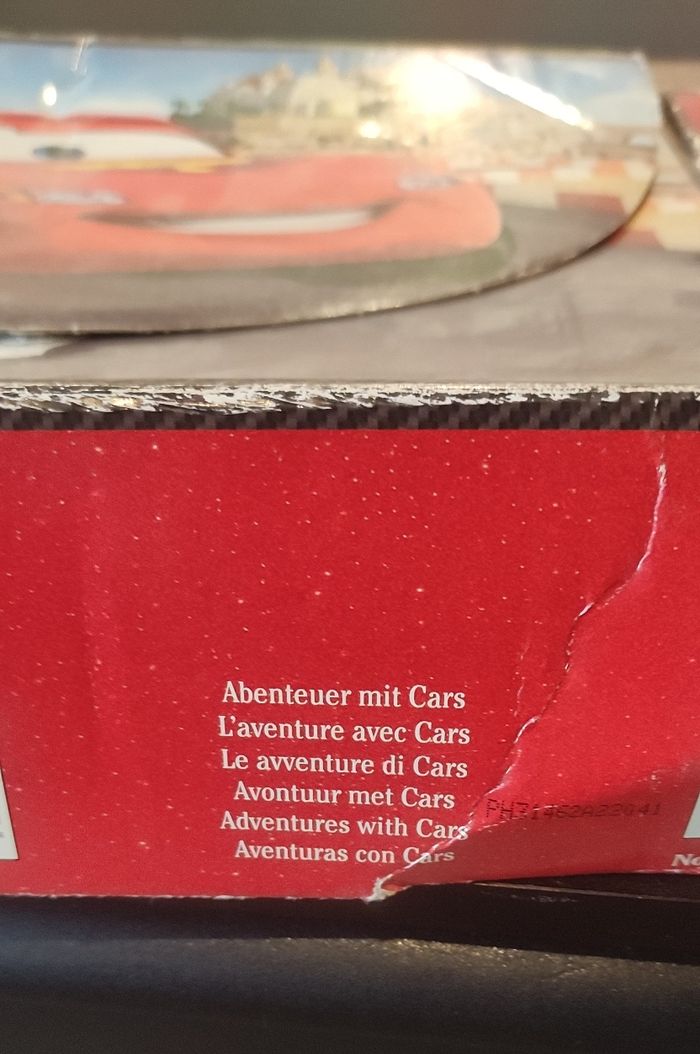 Abenteuer mit Cars
L'aventure avec Cars
Le avventure di Cars
Avontuur met Cars
Adventures with Cars
Aventuras con Cars